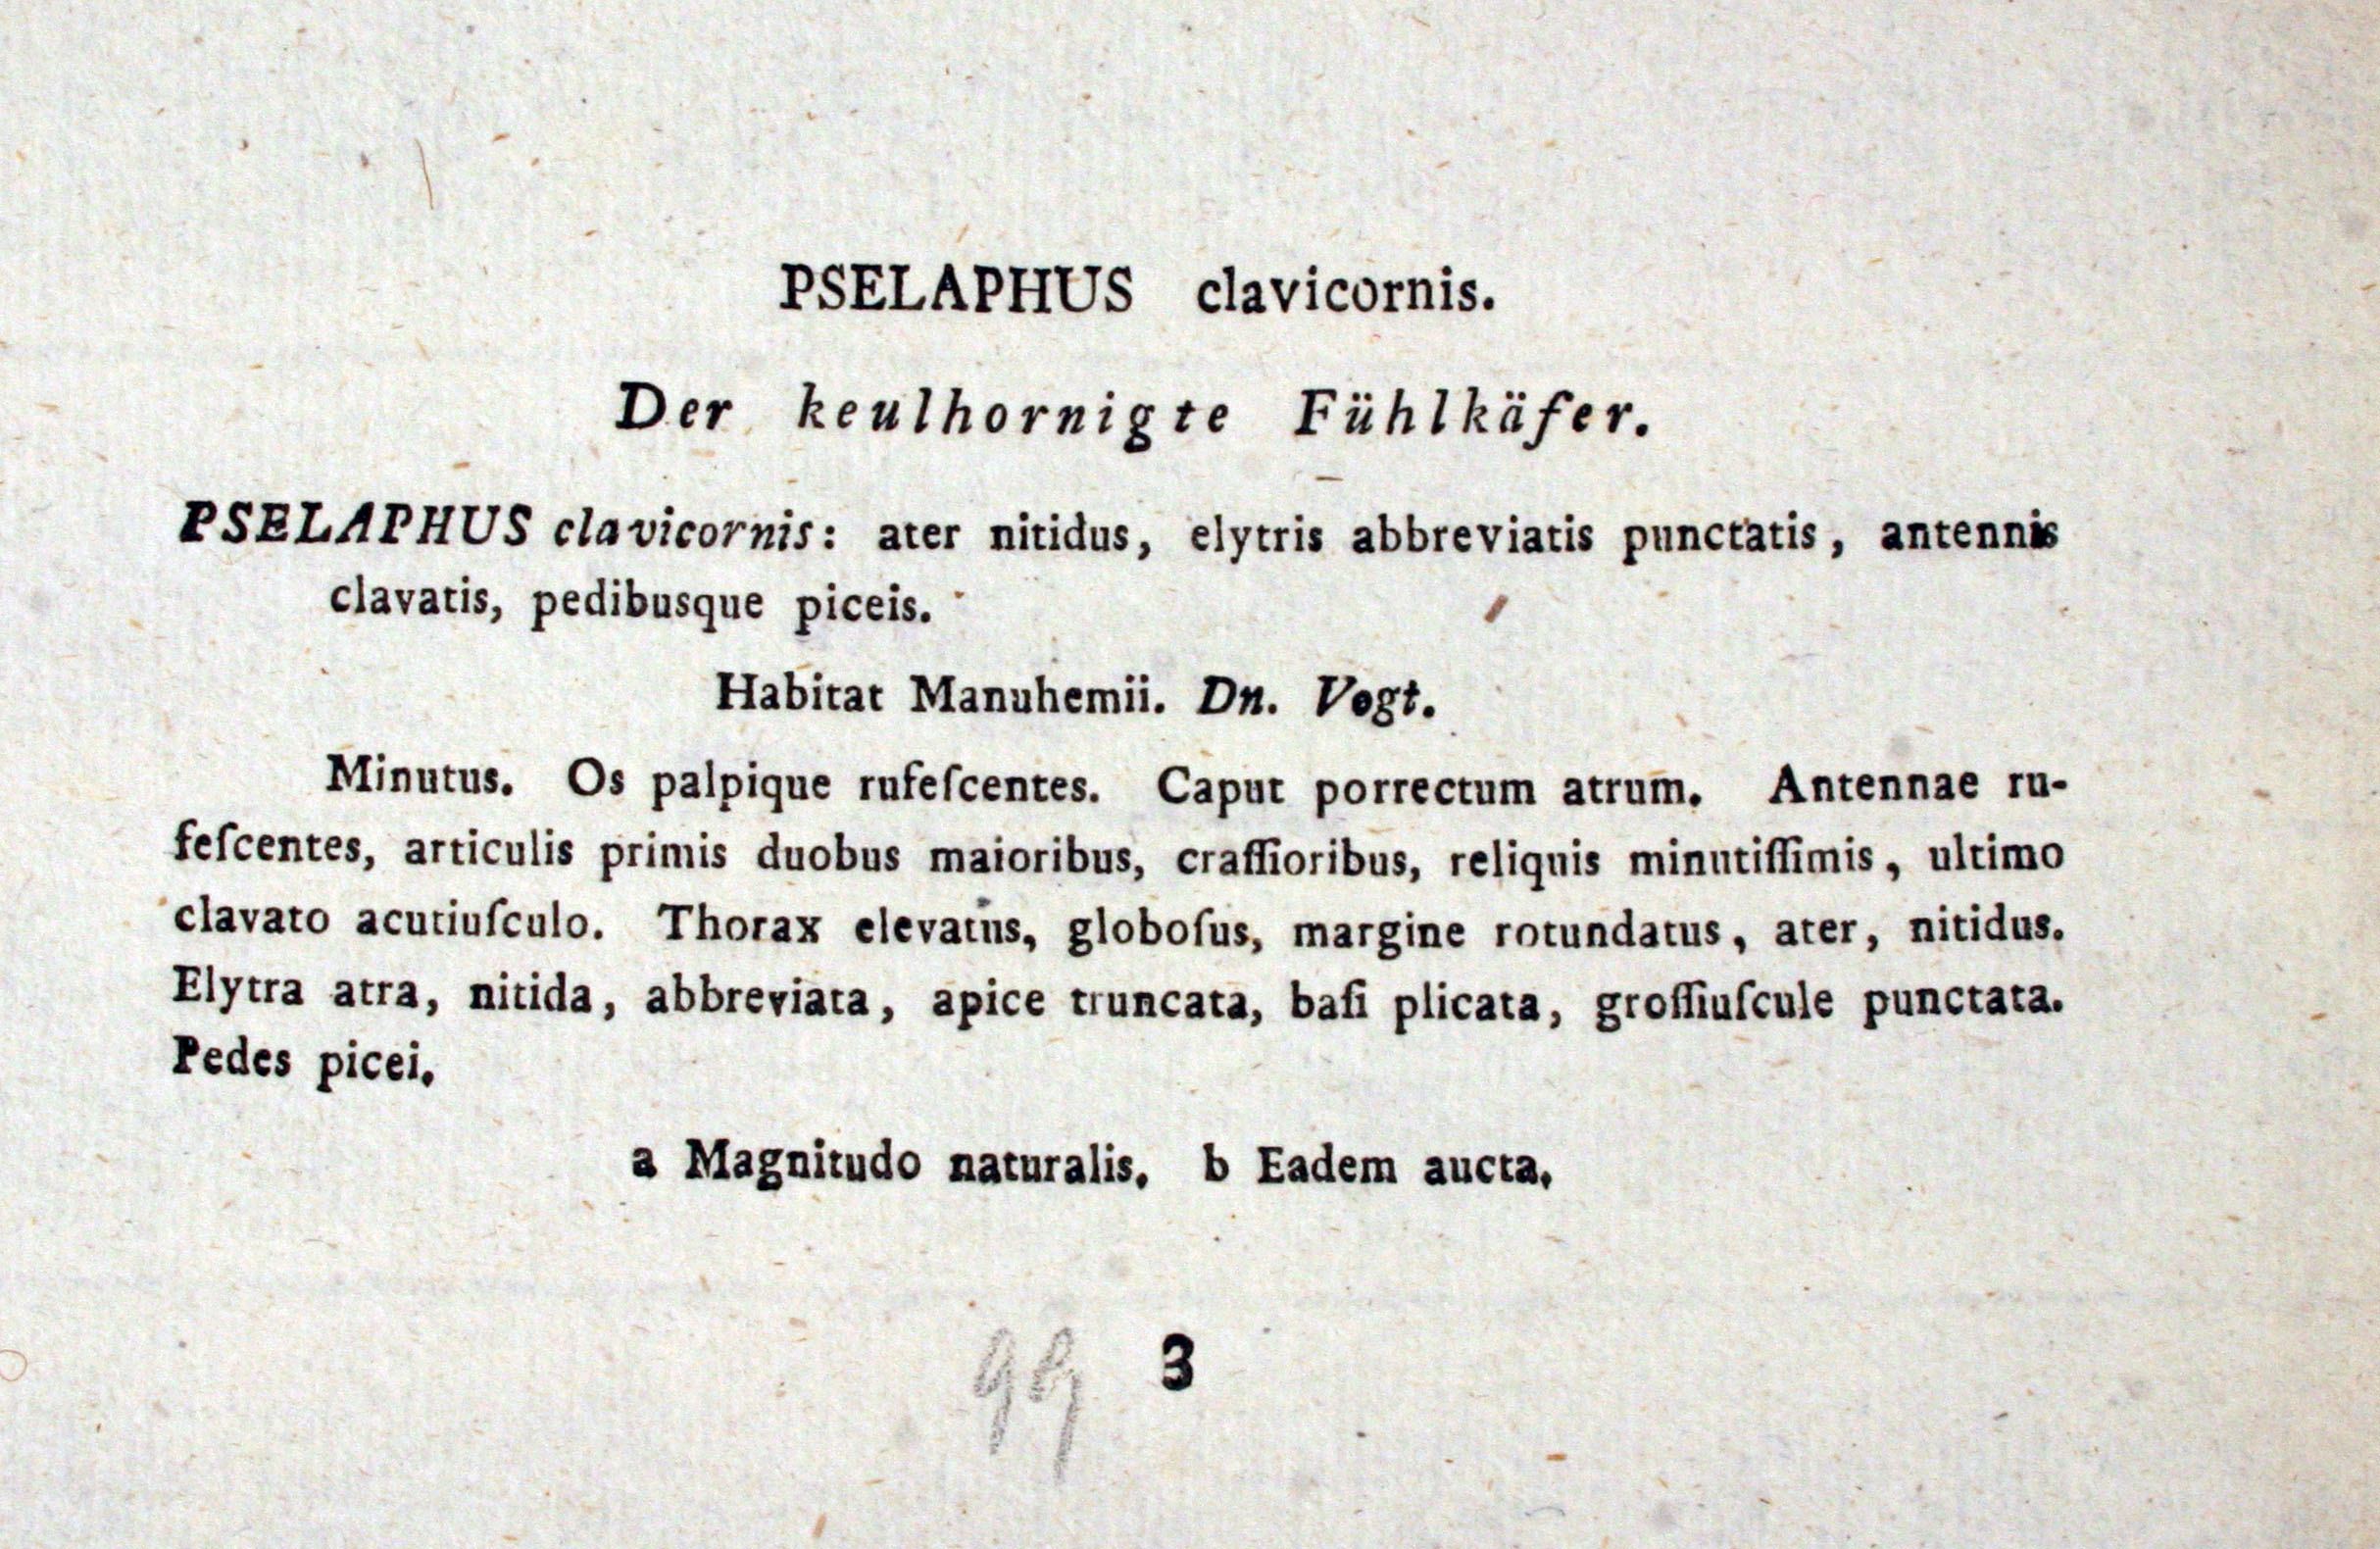 PSELAPHUS clavicornis.
Der keulhornigte Fühlkäfer.
PSELAPHUS clavicornis: ater nitidus, elytris abbreviatis punctatis, antennis
clavatis, pedibusque piceis.
Habitat Manuhemii. Dn. Vogt.
Minutus. Os palpique rufeſcentes. Caput porrectum atrum. Antennae ru-
feſcentes, articulis primis duobus maioribus, craſſioribus, reliquis minutiſſimis, ultimo
clavato acutiuſculo. Thorax elevatus, globoſus, margine rotundatus, ater, nitidus.
Elytra atra, nitida, abbreviata, apice truncata, baſi plicata, groſſiuſcule punctata.
Pedes picei.
a Magnitudo naturalis. b Eadem aucta.
3